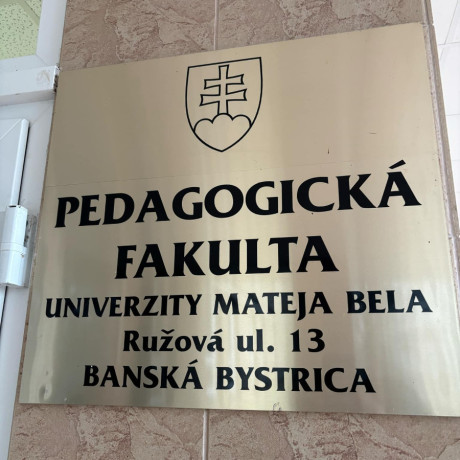 PEDAGOGICKÁ
FAKULTA
UNIVERZITY MATEJA BELA
Ružová ul. 13
BANSKÁ BYSTRICA